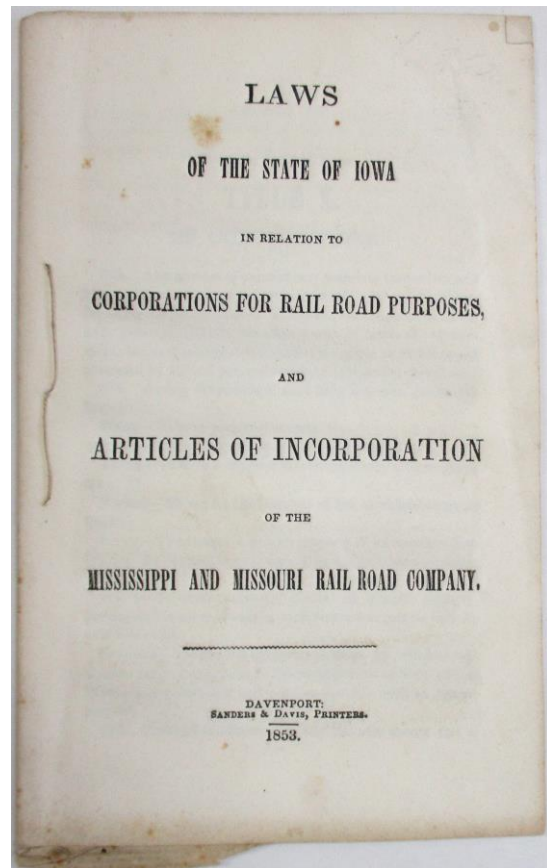 LAWS
OF THE STATE OF IOWA
IN RELATION TO
CORPORATIONS FOR RAIL ROAD PURPOSES,
AND
ARTICLES OF INCORPORATION
OF THE
MISSISSIPPI AND MISSOURI RAIL ROAD COMPANY.
DAVENPORT:
SANDERS & DAVIS, PRINTERS.
1853.